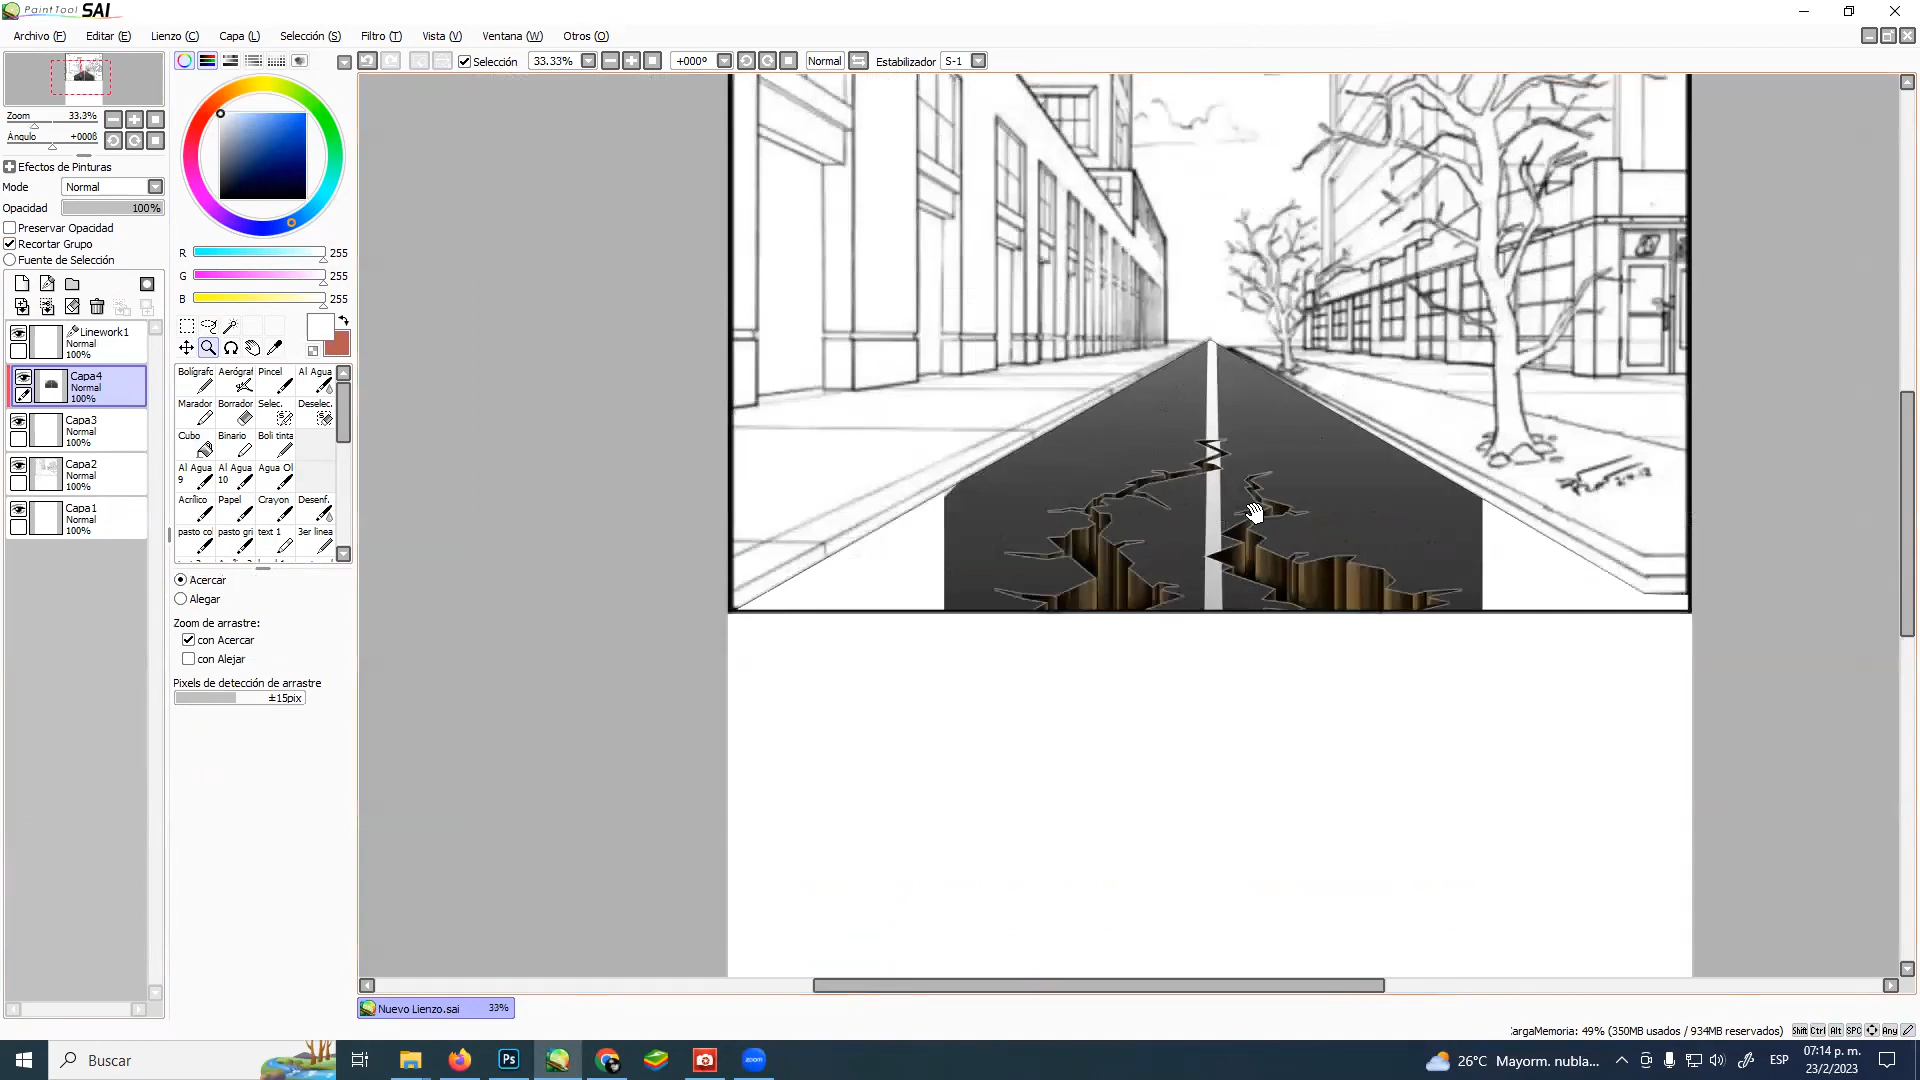 PaintTool SAI
Archivo (F) Editar (E) Lienzo (C) Capa (L) Selección (S) Filtro (T) Vista (V) Ventana (W) Otros (O)
Selección 33.33% +000º Normal Estabilizador S-1
Zoom 33.3%
Ángulo +000ß
Efectos de Pinturas
Mode Normal
Opacidad 100%
Preservar Opacidad
Recortar Grupo
Fuente de Selección
R 255
G 255
B 255
Linework1
Normal
100%
Capa4
Normal
100%
Capa3
Normal
100%
Capa2
Normal
100%
Capa1
Normal
100%
Bolígrafo Aerógraf Pincel Al Agua
Marador Borrador Selec. Deselec.
Cubo Binario Boli tinta
Al Agua 9 Al Agua 10 Agua Ol
Acrílico Papel Crayon Desenf.
pasto co pasto gri text 1 3er linea
Acercar
Alegar
Zoom de arrastre:
con Acercar
con Alejar
Pixels de detección de arrastre
±15pix
Nuevo Lienzo.sai 33%
CargaMemoria: 49% (350MB usados / 934MB reservados) Shift Ctrl Alt SPC Any
Buscar
Ps
zoom
26°C Mayorm. nubla...
ESP
07:14 p. m.
23/2/2023